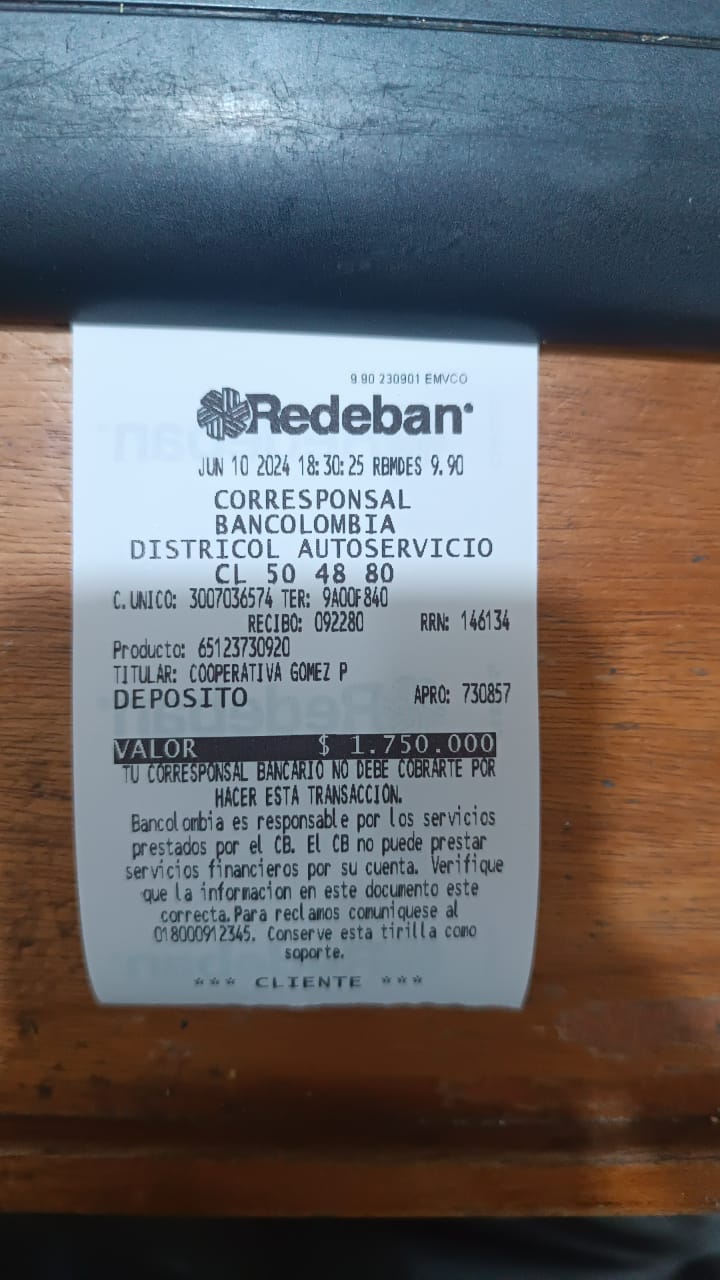 9.90 230901 EMVCO
Redeban
JUN 10 2024 18:30:25 RBMDES 9.90
CORRESPONSAL
BANCOLOMBIA
DISTRICOL AUTOSERVICIO
CL 50 48 80
C. UNICO: 3007036574 TER: 9A00F840
RECIBO: 092280 RRN: 146134
Producto: 65123730920
TITULAR: COOPERATIVA GOMEZ P
DEPOSITO APRO: 730857
VALOR $ 1.750.000
TU CORRESPONSAL BANCARIO NO DEBE COBRARTE POR
HACER ESTA TRANSACCION.
Bancolombia es responsable por los servicios
prestados por el CB. El CB no puede prestar
servicios financieros por su cuenta. Verifique
que la informacion en este documento este
correcta.Para reclamos comuniquese al
018000912345. Conserve esta tirilla como
soporte.
*** CLIENTE ***